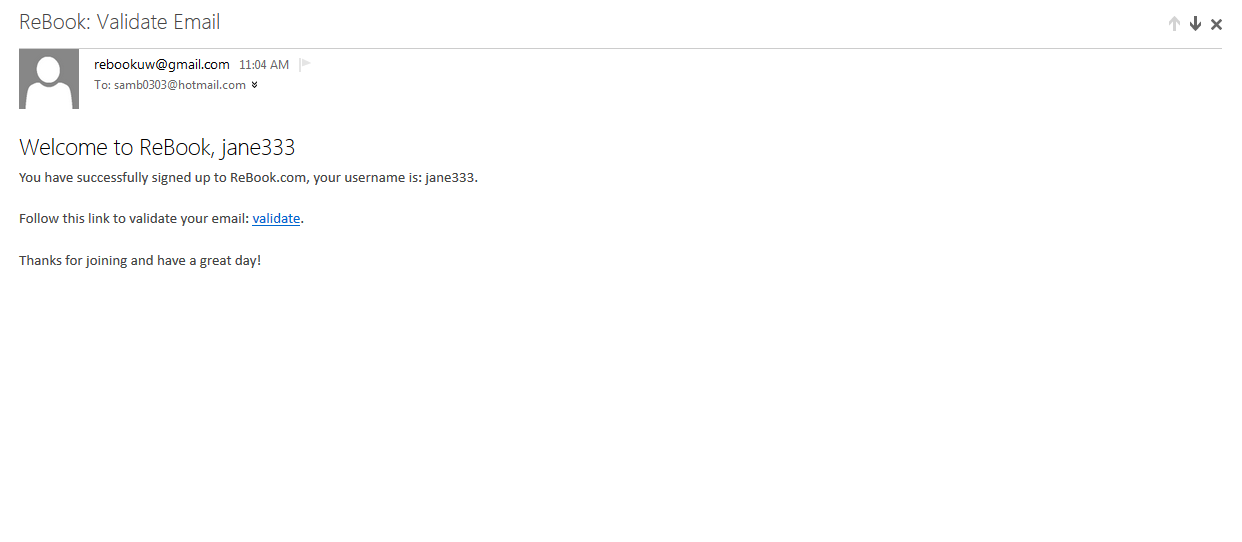 ReBook: Validate Email
rebookuw@gmail.com 11:04 AM
To: samb0303@hotmail.com
Welcome to ReBook, jane333
You have successfully signed up to ReBook.com, your username is: jane333.
Follow this link to validate your email: validate.
Thanks for joining and have a great day!